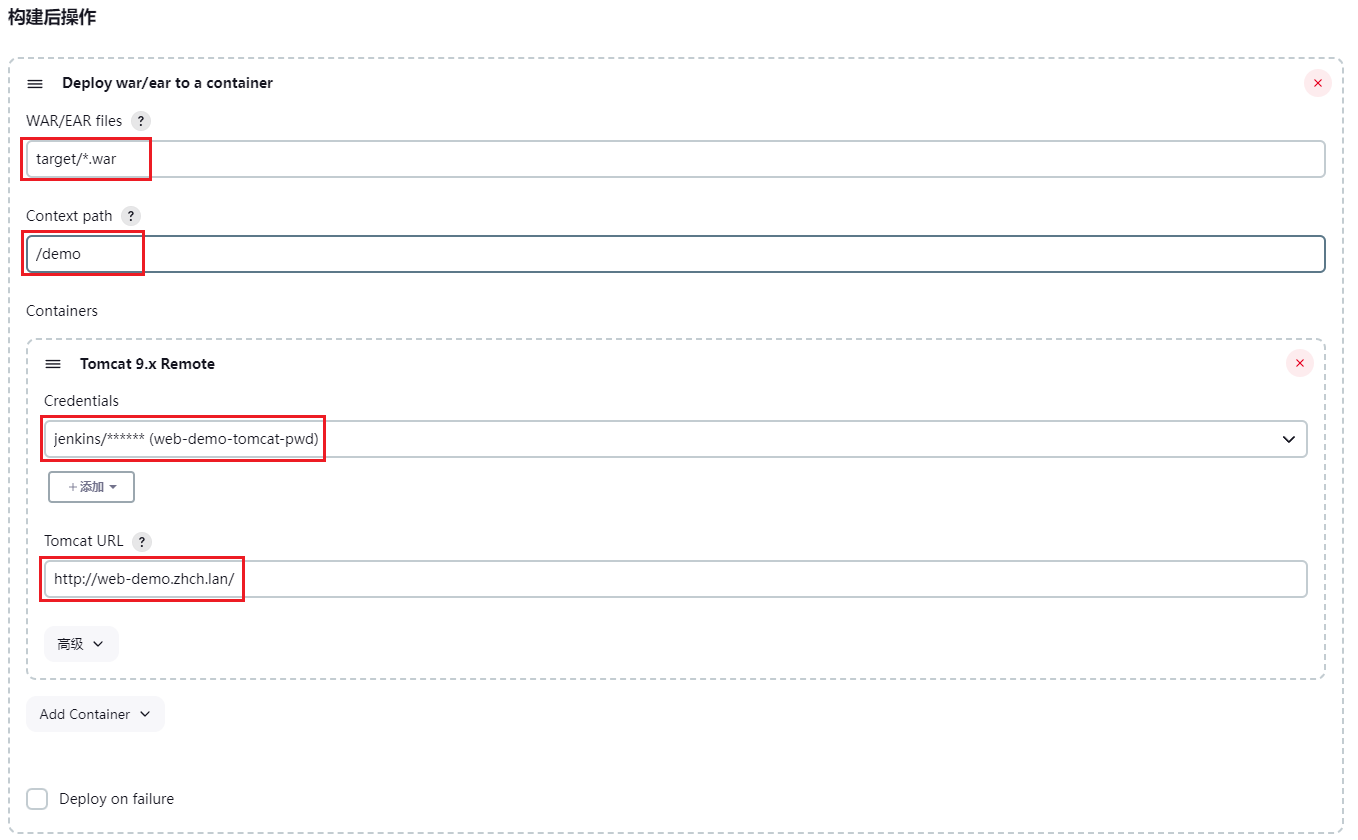 构建后操作
Deploy war/ear to a container
WAR/EAR files ?
target/*.war
Context path ?
/demo
Containers
Tomcat 9.x Remote
Credentials
jenkins/****** (web-demo-tomcat-pwd)
+添加
Tomcat URL ?
http://web-demo.zhch.lan/
高级
Add Container
Deploy on failure